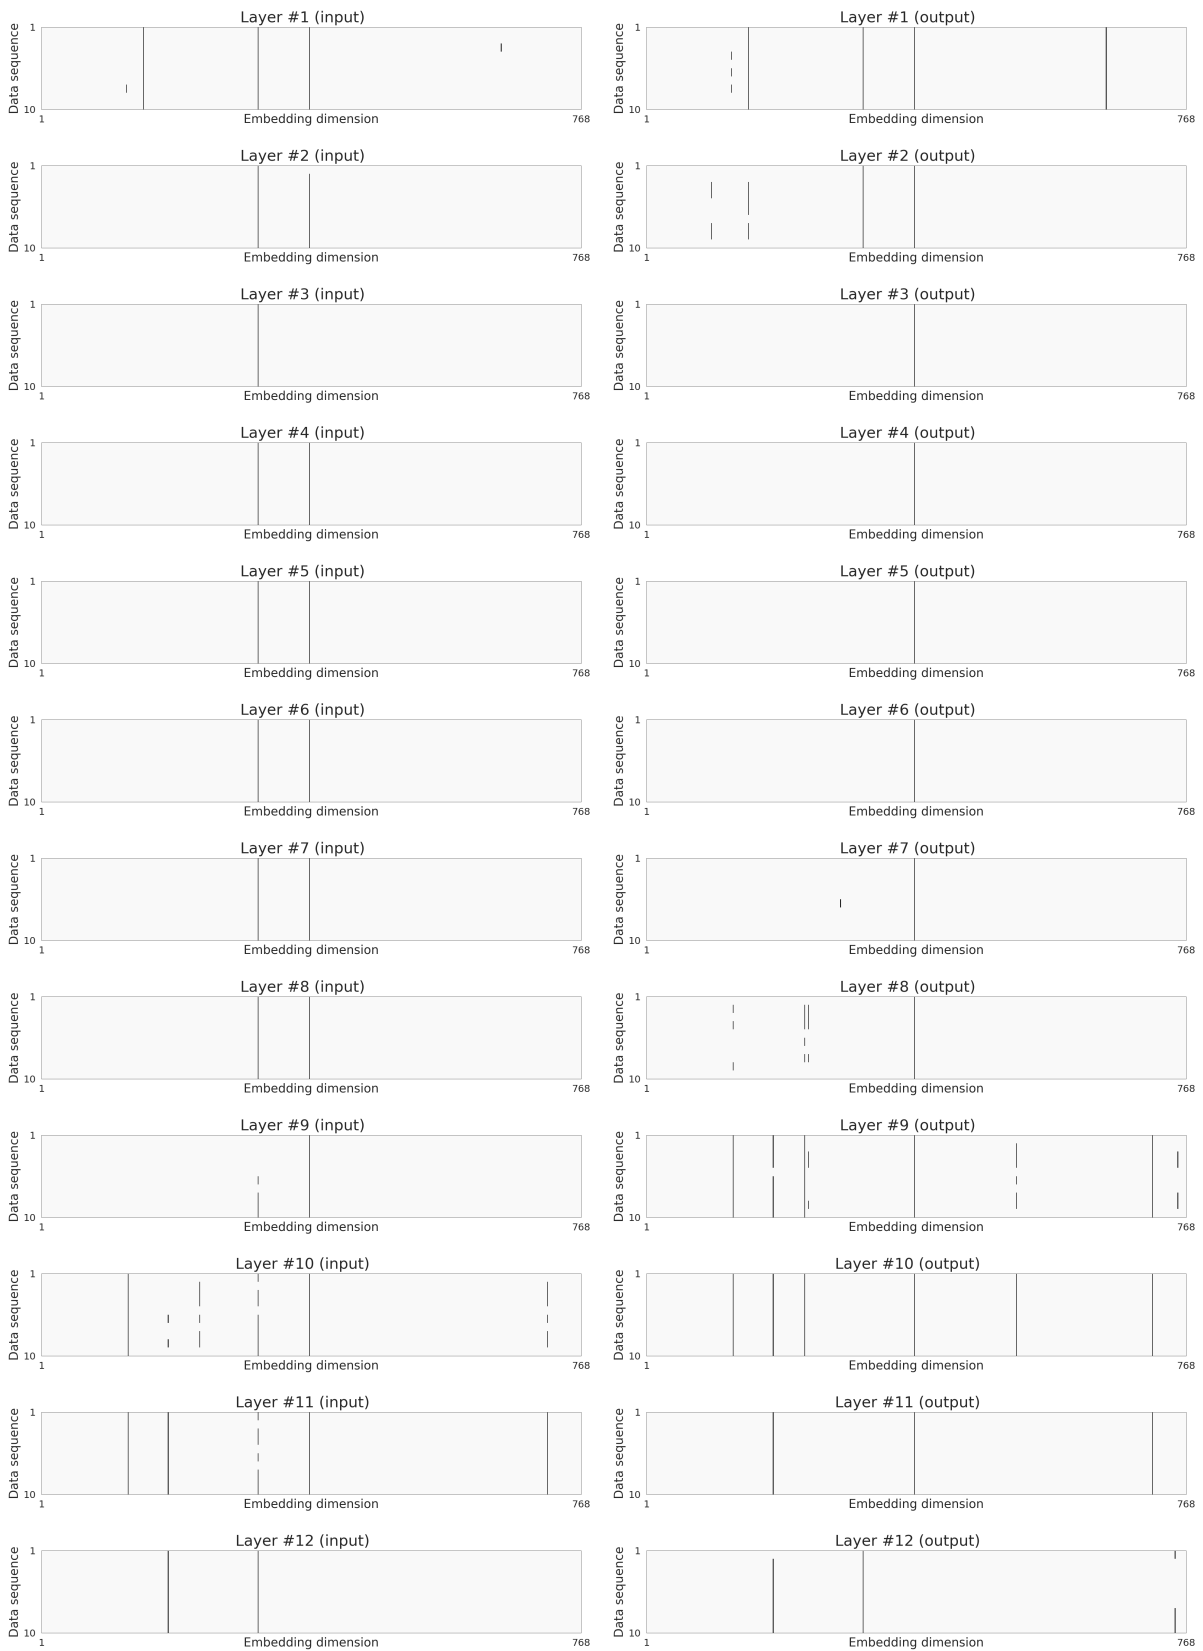 Layer #1 (input)
Data sequence
1
10
1
Embedding dimension
768
Layer #1 (output)
Data sequence
1
10
1
Embedding dimension
768
Layer #2 (input)
Data sequence
1
10
1
Embedding dimension
768
Layer #2 (output)
Data sequence
1
10
1
Embedding dimension
768
Layer #3 (input)
Data sequence
1
10
1
Embedding dimension
768
Layer #3 (output)
Data sequence
1
10
1
Embedding dimension
768
Layer #4 (input)
Data sequence
1
10
1
Embedding dimension
768
Layer #4 (output)
Data sequence
1
10
1
Embedding dimension
768
Layer #5 (input)
Data sequence
1
10
1
Embedding dimension
768
Layer #5 (output)
Data sequence
1
10
1
Embedding dimension
768
Layer #6 (input)
Data sequence
1
10
1
Embedding dimension
768
Layer #6 (output)
Data sequence
1
10
1
Embedding dimension
768
Layer #7 (input)
Data sequence
1
10
1
Embedding dimension
768
Layer #7 (output)
Data sequence
1
10
1
Embedding dimension
768
Layer #8 (input)
Data sequence
1
10
1
Embedding dimension
768
Layer #8 (output)
Data sequence
1
10
1
Embedding dimension
768
Layer #9 (input)
Data sequence
1
10
1
Embedding dimension
768
Layer #9 (output)
Data sequence
1
10
1
Embedding dimension
768
Layer #10 (input)
Data sequence
1
10
1
Embedding dimension
768
Layer #10 (output)
Data sequence
1
10
1
Embedding dimension
768
Layer #11 (input)
Data sequence
1
10
1
Embedding dimension
768
Layer #11 (output)
Data sequence
1
10
1
Embedding dimension
768
Layer #12 (input)
Data sequence
1
10
1
Embedding dimension
768
Layer #12 (output)
Data sequence
1
10
1
Embedding dimension
768